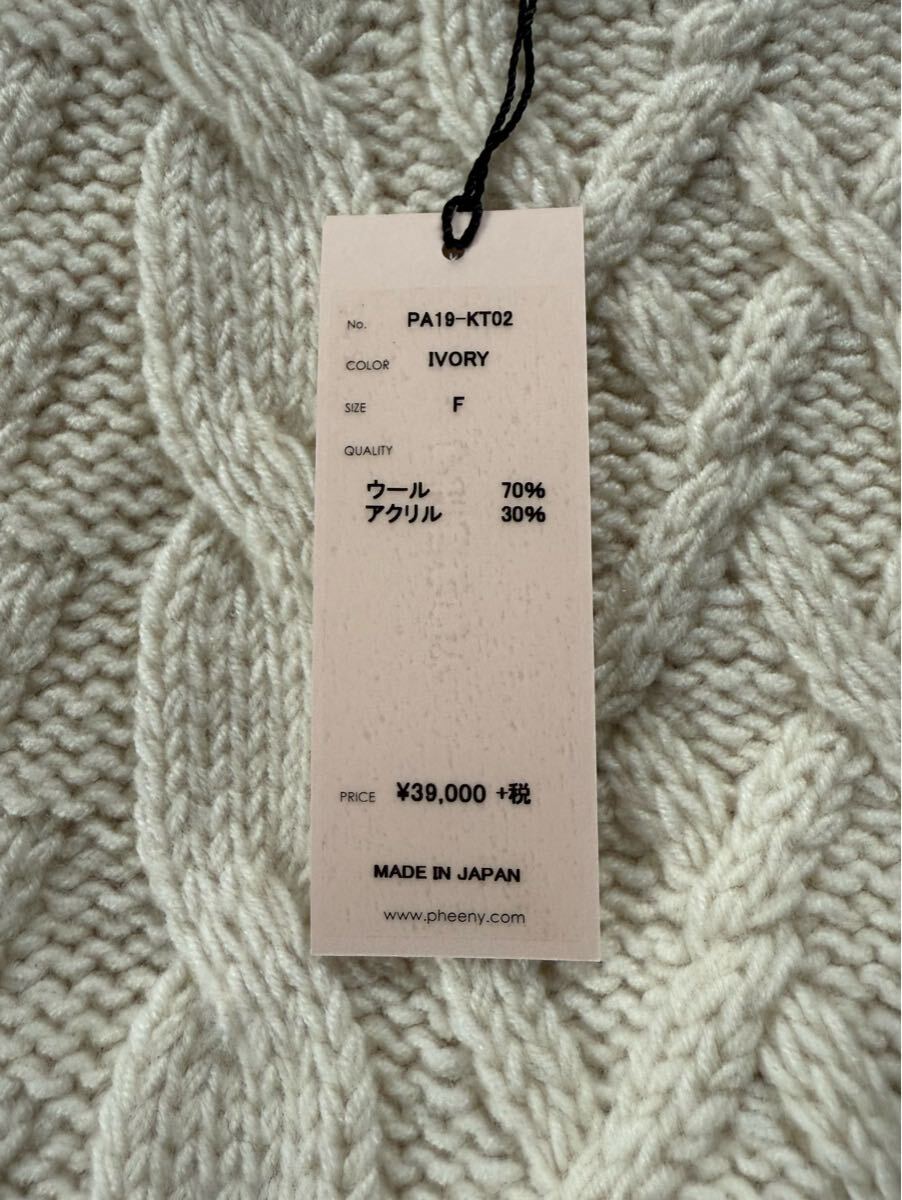 No. PA19-KT02
COLOR IVORY
SIZE F
QUALITY
ウール 70%
アクリル 30%
PRICE ¥39,000 +税
MADE IN JAPAN
www.pheeny.com